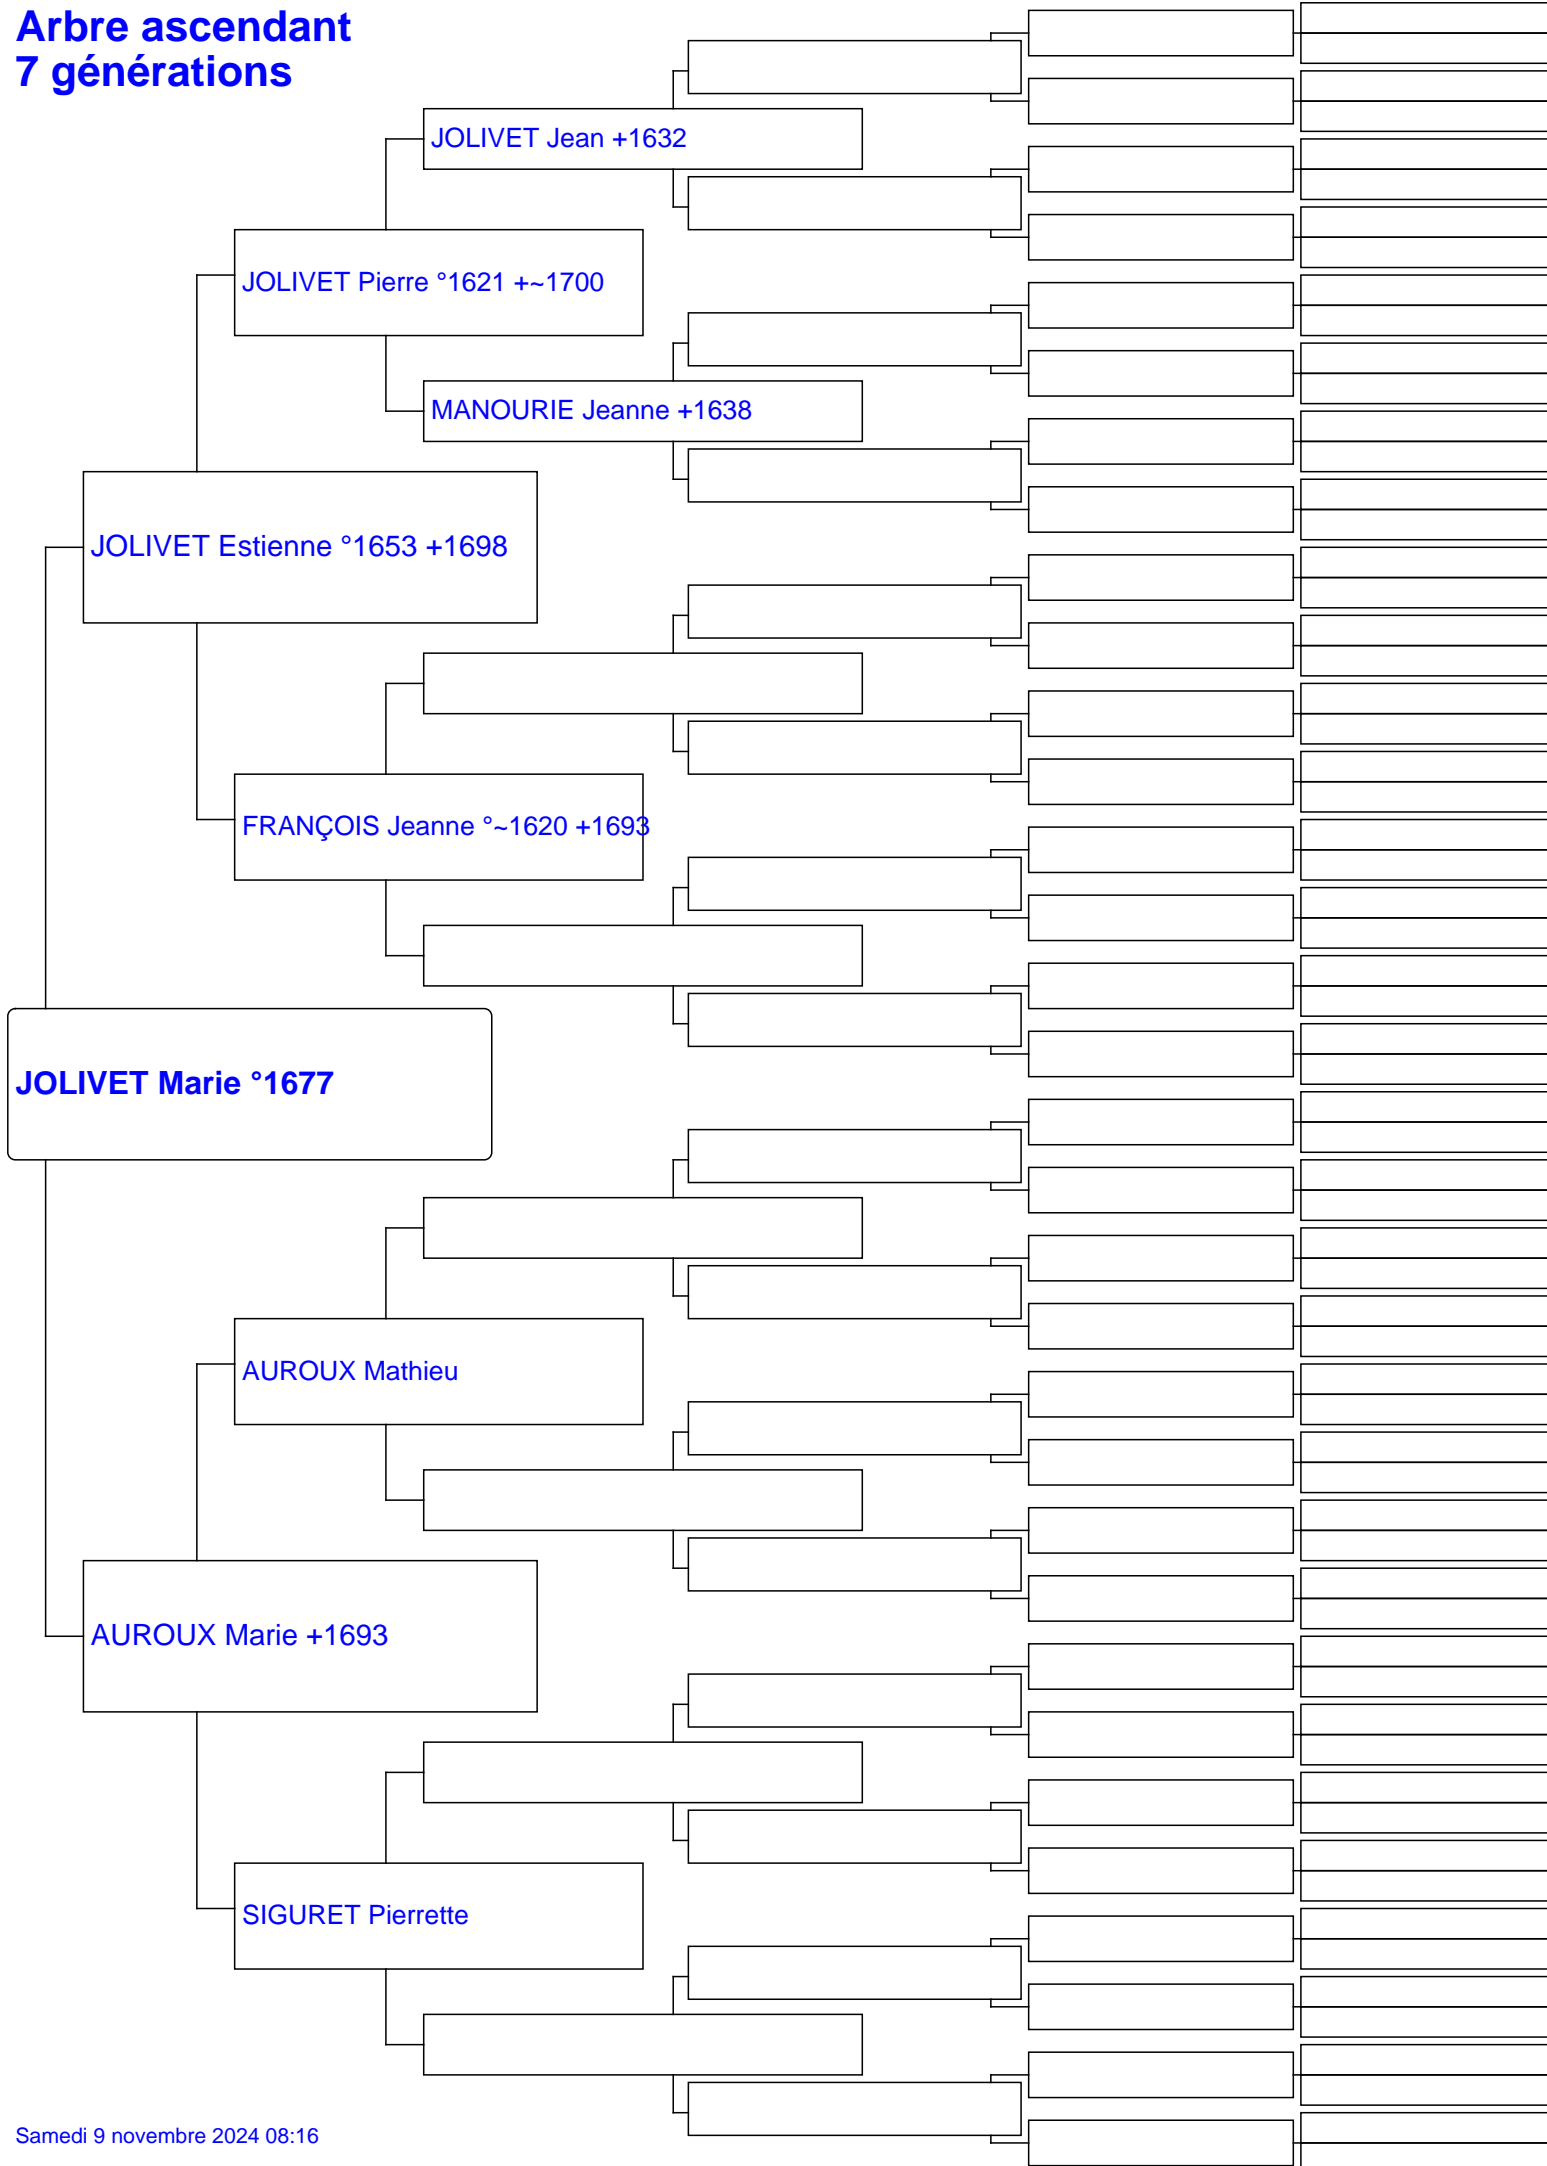 Arbre ascendant
7 générations
JOLIVET Jean +1632
JOLIVET Pierre °1621 +~1700
MANOURIE Jeanne +1638
JOLIVET Estienne °1653 +1698
FRANÇOIS Jeanne °~1620 +1693
JOLIVET Marie °1677
AUROUX Mathieu
AUROUX Marie +1693
SIGURET Pierrette
Samedi 9 novembre 2024 08:16